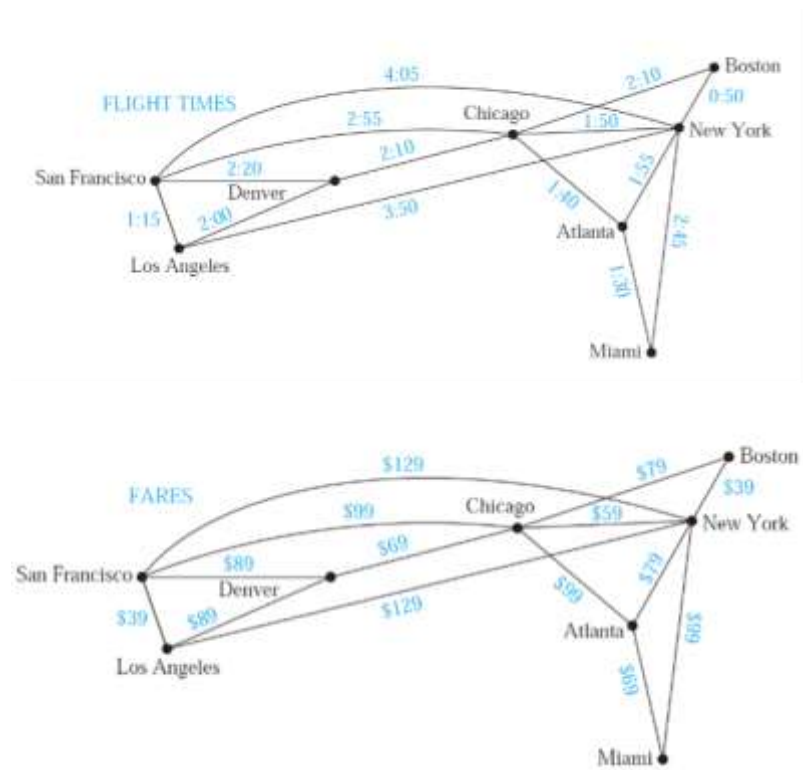 4:05
Boston
2:10
FLIGHT TIMES
0:50
Chicago
2:55
1:50
New York
2:10
San Francisco
2:20
1:55
Denver
1:40
1:15
2:00
3:50
Atlanta
2:45
Los Angeles
1:30
Miami
$129
Boston
$79
FARES
$39
Chicago
$99
$59
New York
$69
San Francisco
$89
$79
Denver
$99
$39
$89
$129
Atlanta
$99
Los Angeles
$69
Miami